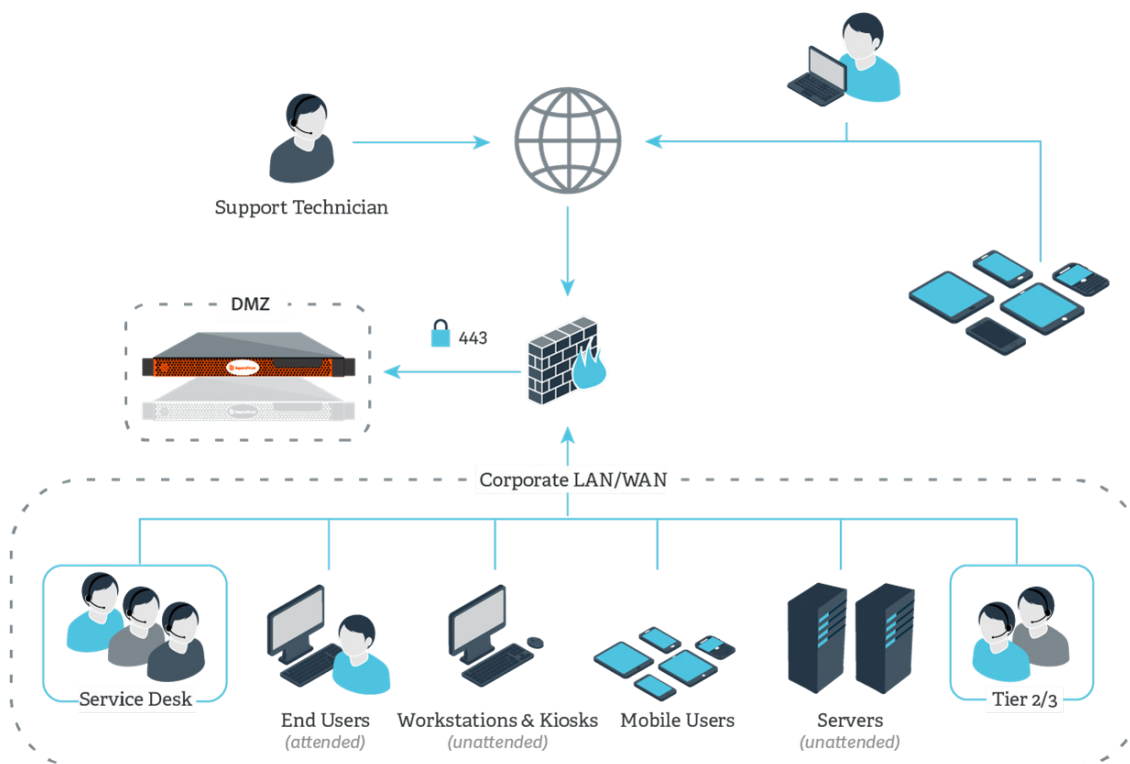 Support Technician
DMZ
443
Corporate LAN/WAN
Service Desk
End Users
(attended)
Workstations & Kiosks
(unattended)
Mobile Users
Servers
(unattended)
Tier 2/3